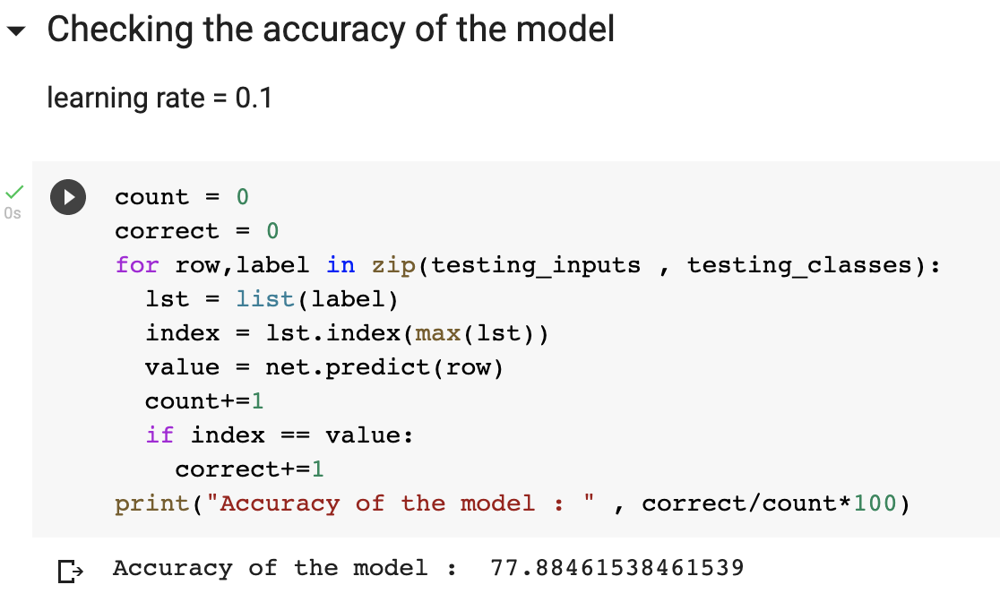 Checking the accuracy of the model
learning rate = 0.1
0s
count = 0
correct = 0
for row,label in zip(testing_inputs , testing_classes):
  lst = list(label)
  index = lst.index(max(lst))
  value = net.predict(row)
  count+=1
  if index == value:
    correct+=1
print("Accuracy of the model : " , correct/count*100)
Accuracy of the model :  77.88461538461539